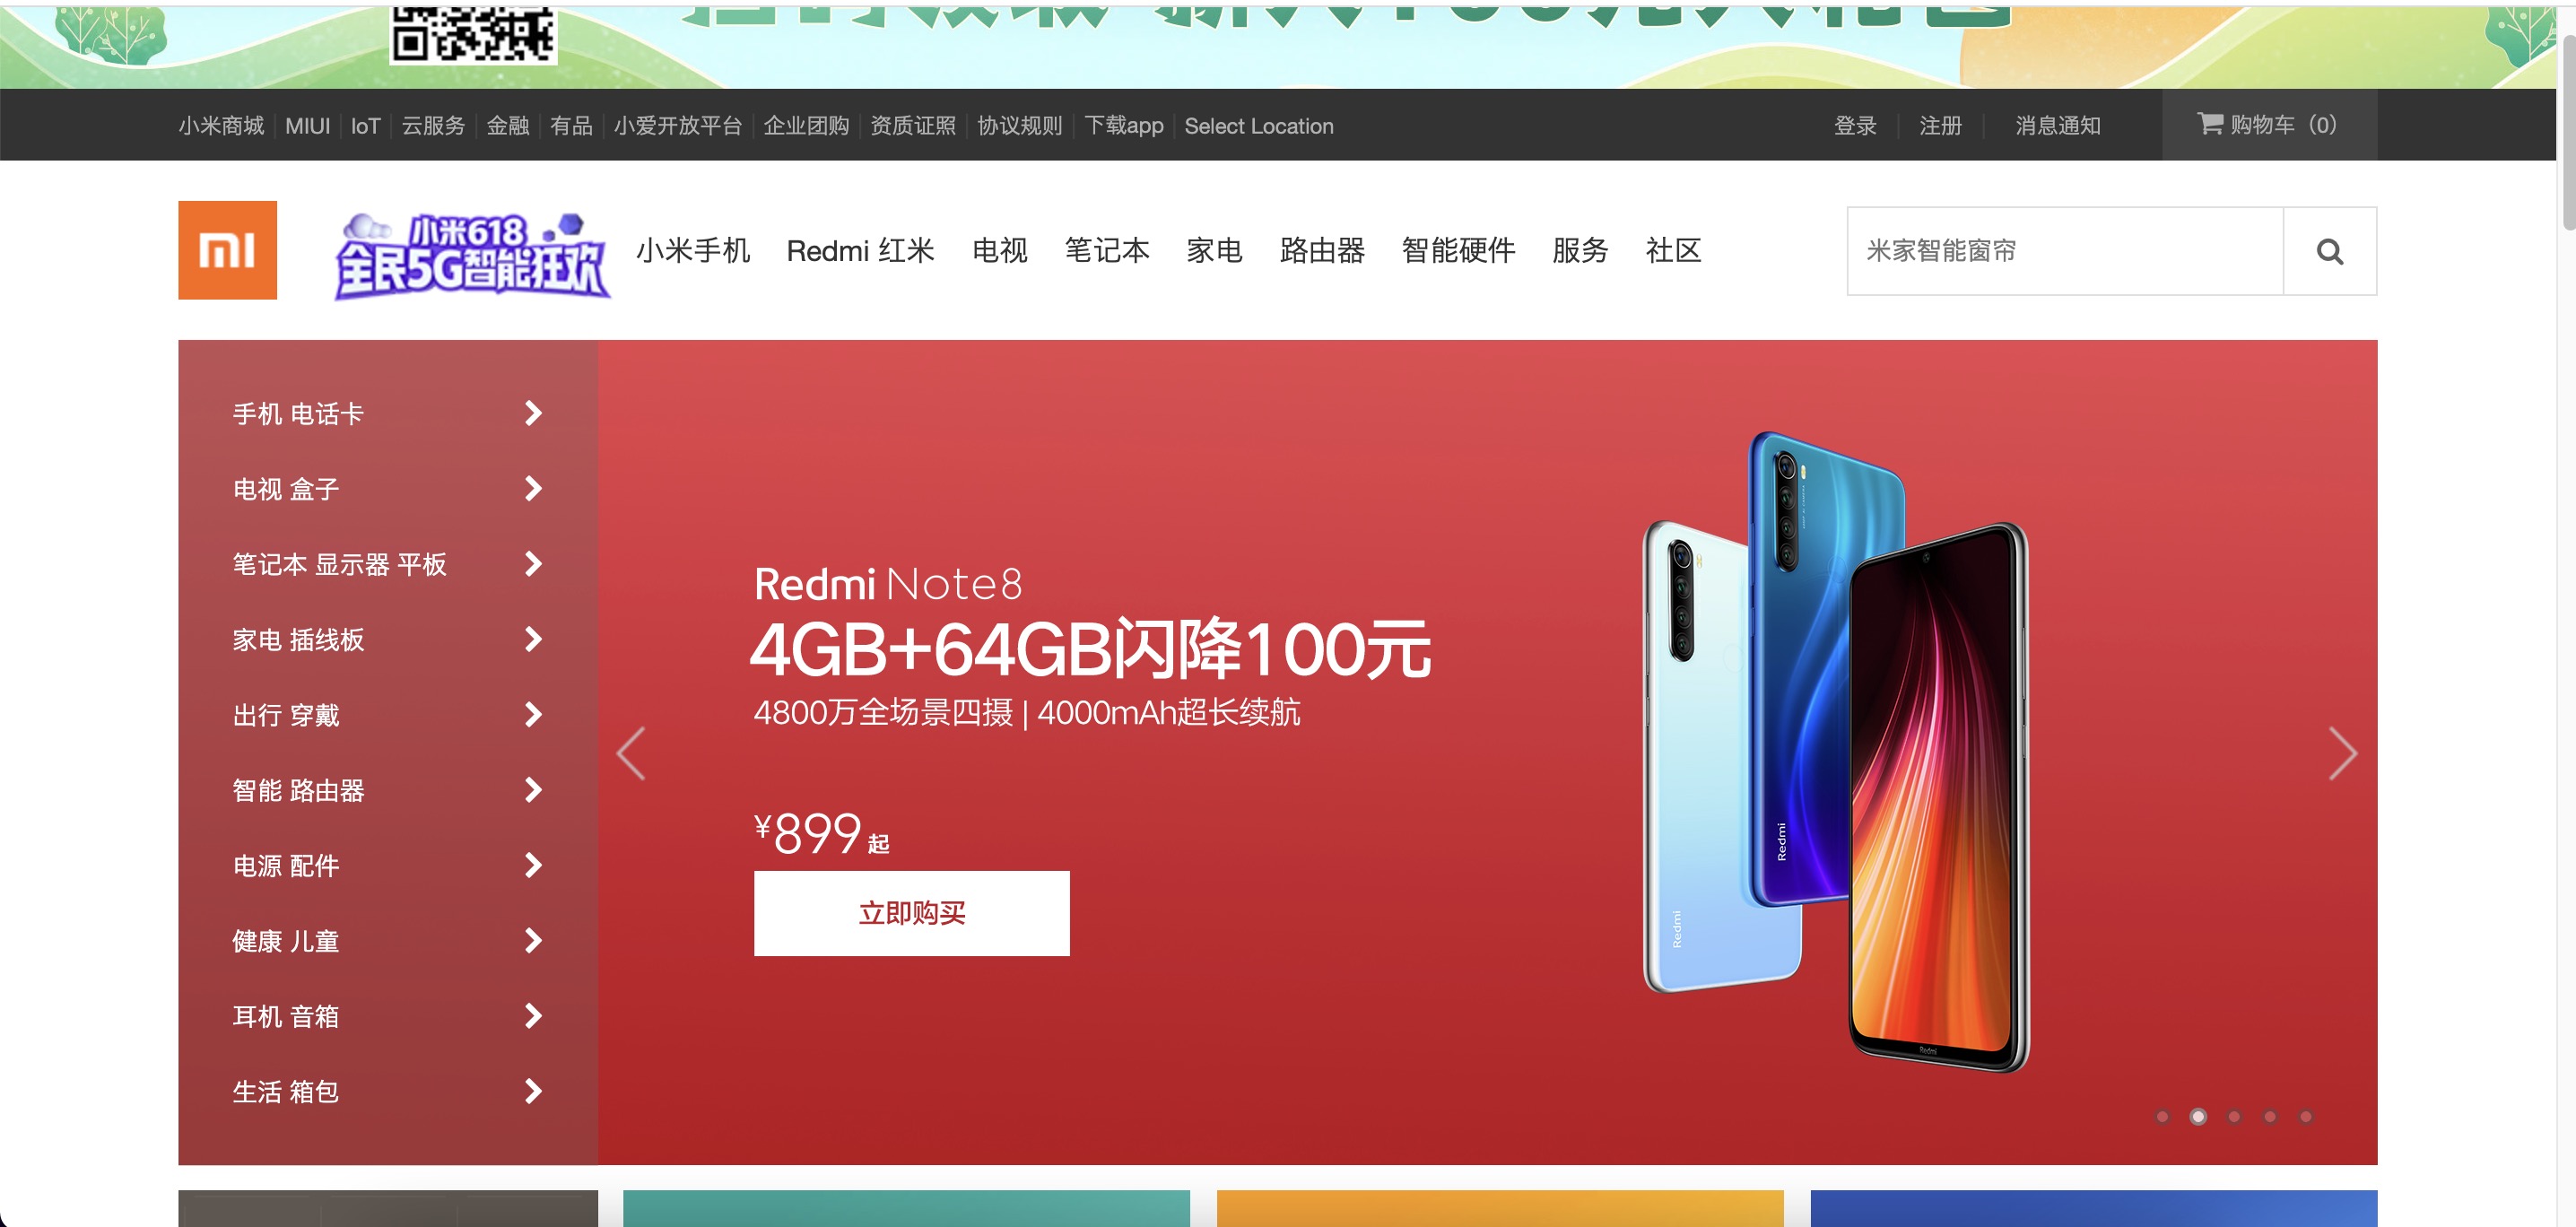 小米商城 MIUI IoT 云服务 金融 有品 小爱开放平台 企业团购 资质证照 协议规则 下载app Select Location 登录 注册 消息通知 购物车（0）
mi
小米618
全民5G智能狂欢
小米手机 Redmi 红米 电视 笔记本 家电 路由器 智能硬件 服务 社区
米家智能窗帘
手机 电话卡
电视 盒子
笔记本 显示器 平板
家电 插线板
出行 穿戴
智能 路由器
电源 配件
健康 儿童
耳机 音箱
生活 箱包
Redmi Note8
4GB+64GB闪降100元
4800万全场景四摄 | 4000mAh超长续航
¥899起
立即购买
Redmi
Redmi
Redmi